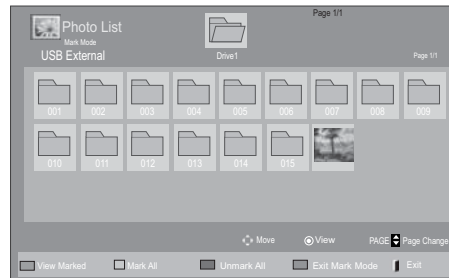 Page 1/1
Photo List
Mark Mode
USB External
Drive1
Page 1/1
001 002 003 004 005 006 007 008 009
010 011 012 013 014 015
Move View PAGE Page Change
View Marked Mark All Unmark All Exit Mark Mode Exit